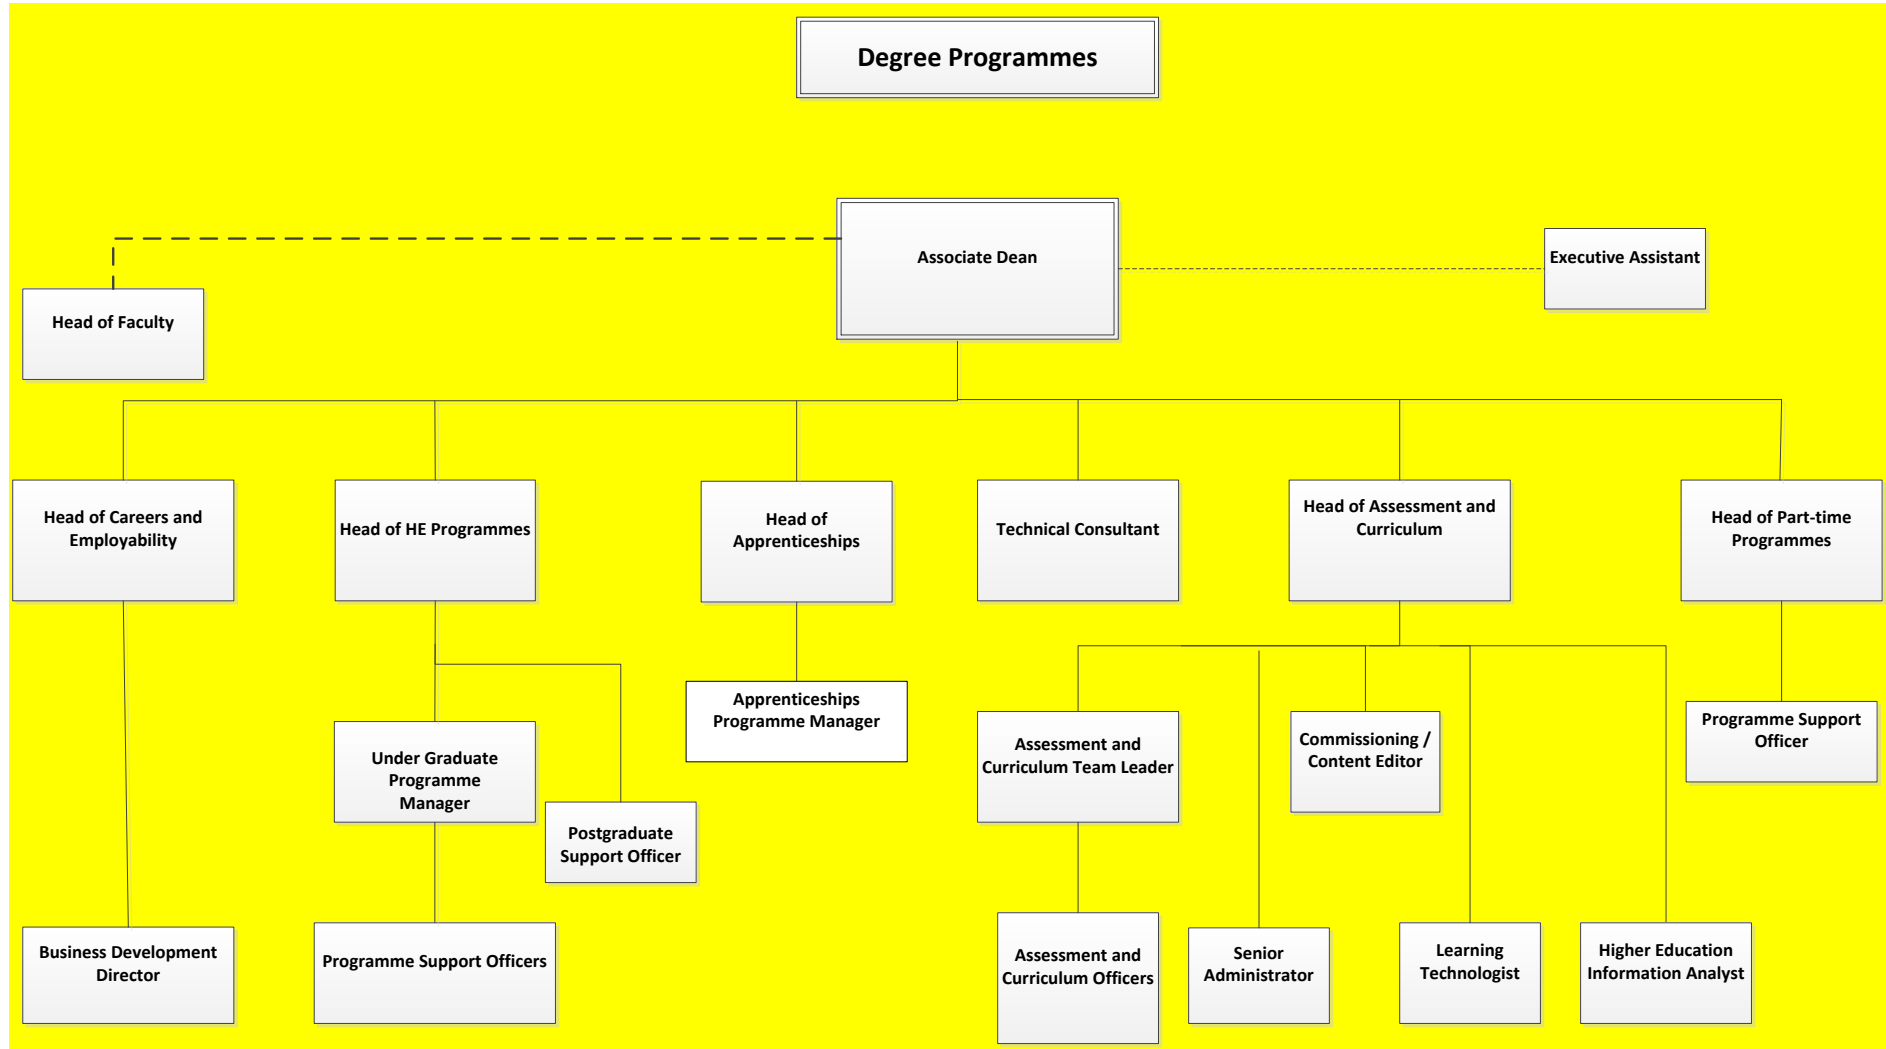 Degree Programmes
Associate Dean
Executive Assistant
Head of Faculty
Head of Careers and
Employability
Head of HE Programmes
Head of
Apprenticeships
Technical Consultant
Head of Assessment and
Curriculum
Head of Part-time
Programmes
Apprenticeships
Programme Manager
Under Graduate
Programme
Manager
Postgraduate
Support Officer
Assessment and
Curriculum Team Leader
Commissioning /
Content Editor
Programme Support
Officer
Business Development
Director
Programme Support Officers
Assessment and
Curriculum Officers
Senior
Administrator
Learning
Technologist
Higher Education
Information Analyst